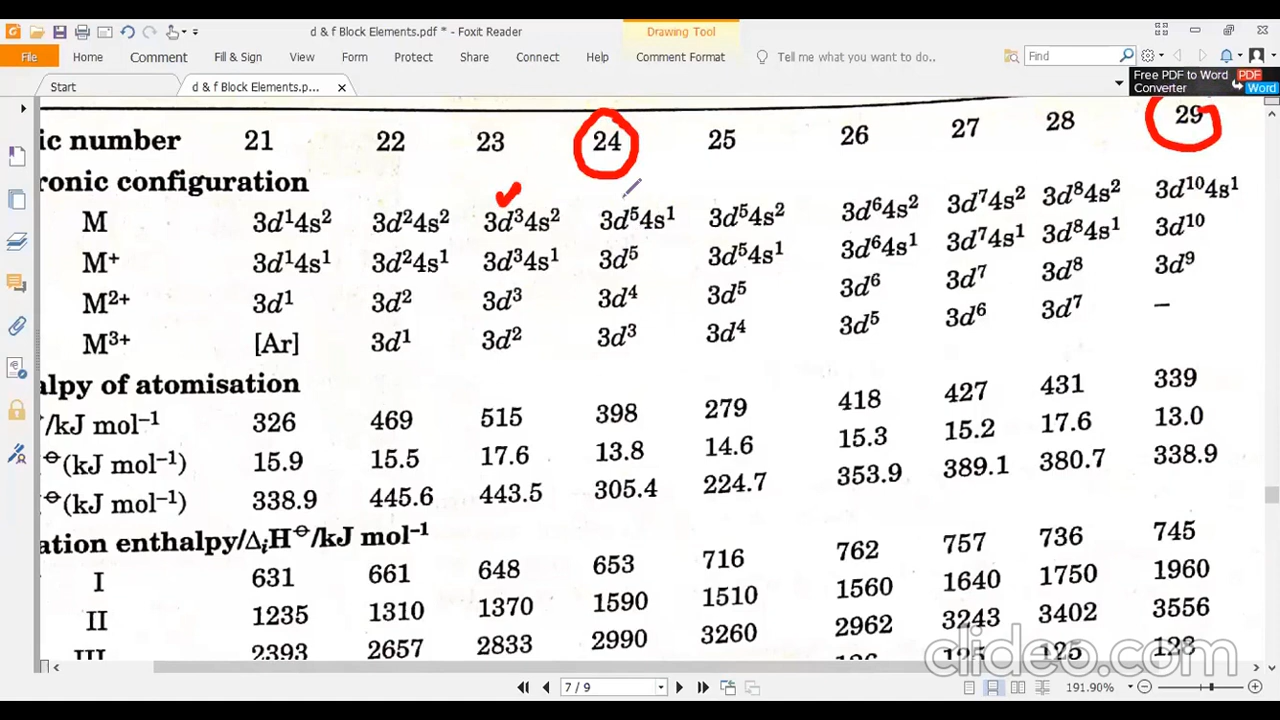 d & f Block Elements.pdf * - Foxit Reader
Drawing Tool
File Home Comment Fill & Sign View Form Protect Share Connect Help Comment Format Tell me what you want to do.. Find
Start d & f Block Elements.p... Free PDF to Word Converter PDF Word
ic number 21 22 23 24 25 26 27 28 29
ronic configuration
M 3d¹4s² 3d²4s² 3d³4s² 3d⁵4s¹ 3d⁵4s² 3d⁶4s² 3d⁷4s² 3d⁸4s² 3d¹⁰4s¹
M⁺ 3d¹4s¹ 3d²4s¹ 3d³4s¹ 3d⁵ 3d⁵4s¹ 3d⁶4s¹ 3d⁷4s¹ 3d⁸4s¹ 3d¹⁰
M²⁺ 3d¹ 3d² 3d³ 3d⁴ 3d⁵ 3d⁶ 3d⁷ 3d⁸ 3d⁹
M³⁺ [Ar] 3d¹ 3d² 3d³ 3d⁴ 3d⁵ 3d⁶ 3d⁷ –
alpy of atomisation
/kJ mol⁻¹ 326 469 515 398 279 418 427 431 339
⊖(kJ mol⁻¹) 15.9 15.5 17.6 13.8 14.6 15.3 15.2 17.6 13.0
⊖(kJ mol⁻¹) 338.9 445.6 443.5 305.4 224.7 353.9 389.1 380.7 338.9
ation enthalpy/ΔᵢH⊖/kJ mol⁻¹
I 631 661 648 653 716 762 757 736 745
II 1235 1310 1370 1590 1510 1560 1640 1750 1960
III 2393 2657 2833 2990 3260 2962 3243 3402 3556
125 125
clideo.com
7 / 9 191.90%